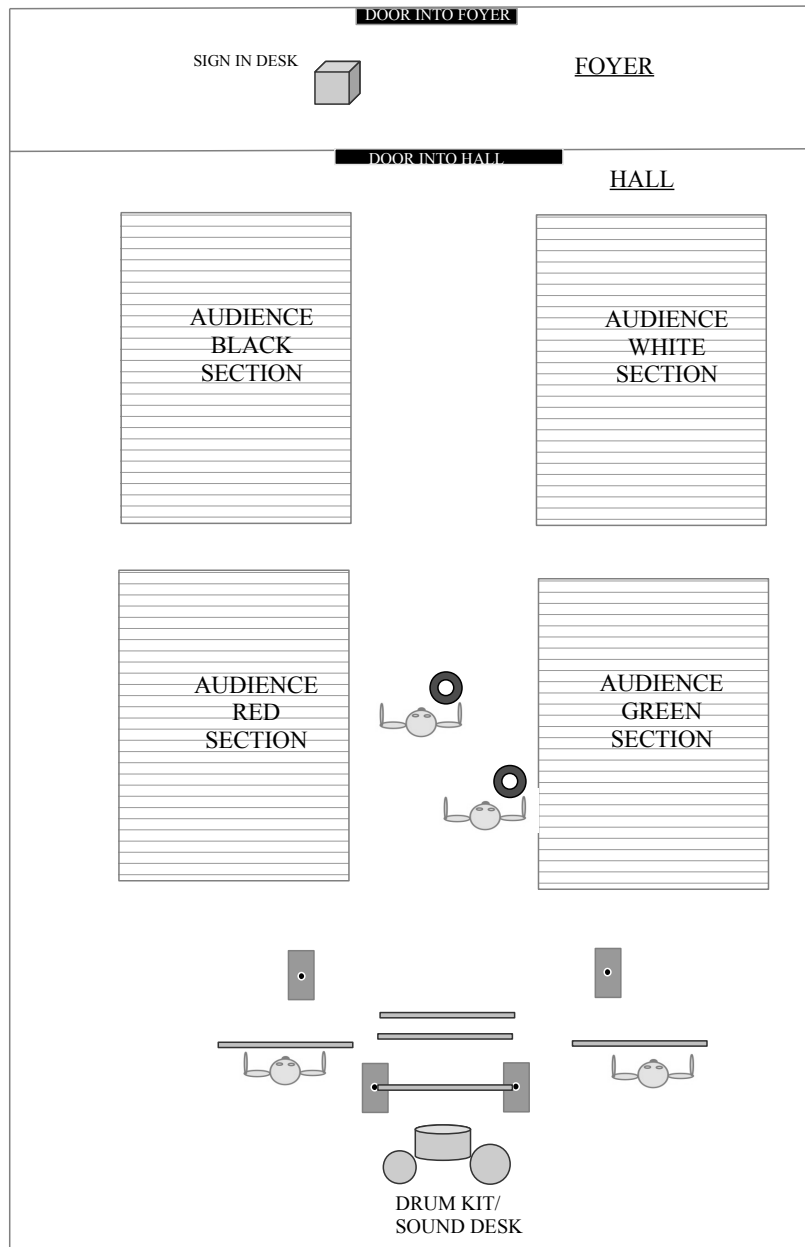 DOOR INTO FOYER
SIGN IN DESK
FOYER
DOOR INTO HALL
HALL
AUDIENCE
BLACK
SECTION
AUDIENCE
WHITE
SECTION
AUDIENCE
RED
SECTION
AUDIENCE
GREEN
SECTION
DRUM KIT/
SOUND DESK